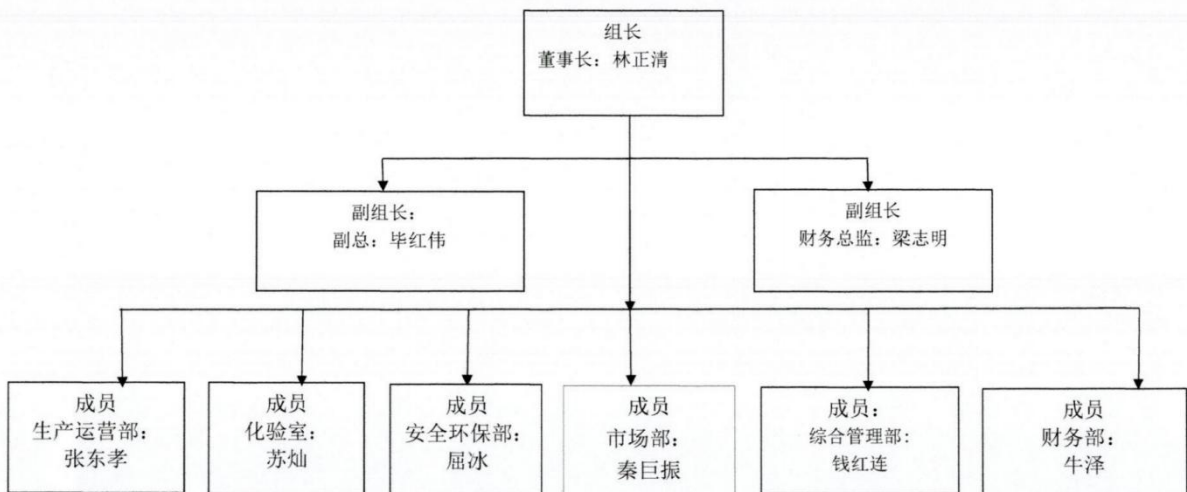 组长
董事长：林正清
副组长：
副总：毕红伟
副组长
财务总监：梁志明
成员
生产运营部：
张东孝
成员
化验室：
苏灿
成员
安全环保部：
屈冰
成员
市场部：
秦巨振
成员：
综合管理部：
钱红连
成员
财务部：
牛泽